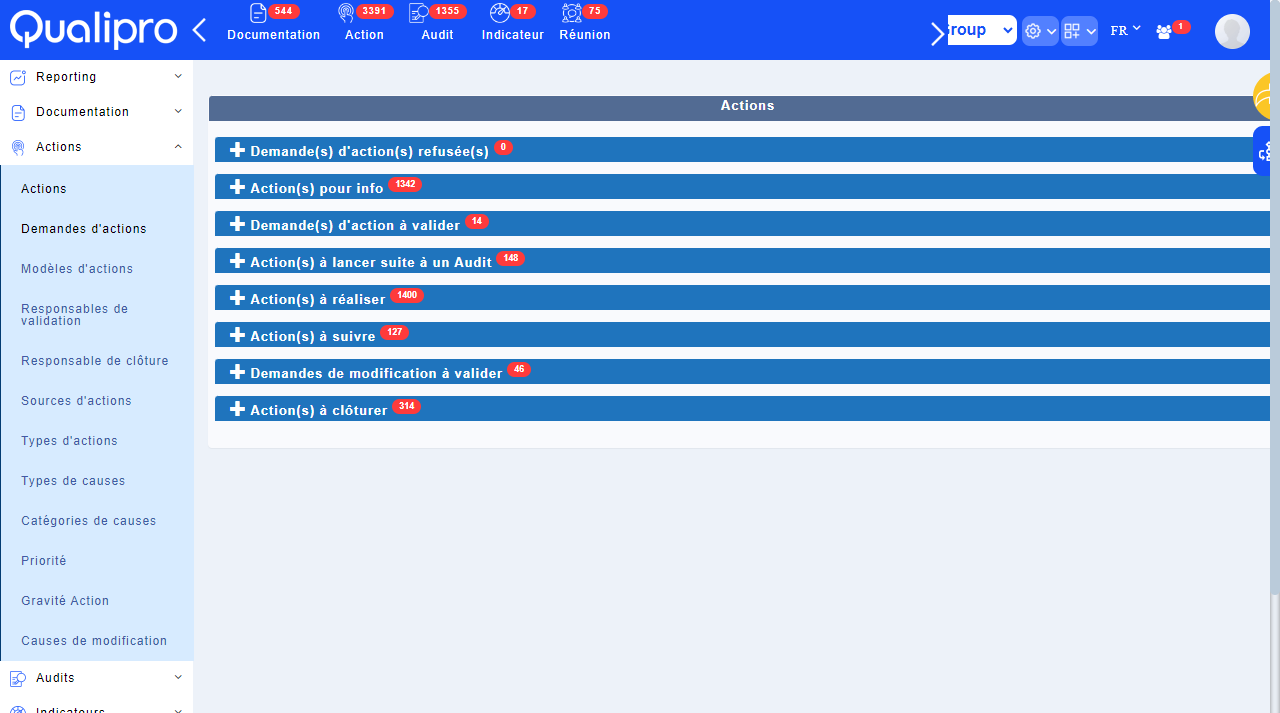 Qualipro
544
3391
1355
17
75
Documentation
Action
Audit
Indicateur
Réunion
FR
1
Reporting
Documentation
Actions
Actions
Demandes d'actions
Modèles d'actions
Responsables de
validation
Responsable de clôture
Sources d'actions
Types d'actions
Types de causes
Catégories de causes
Priorité
Gravité Action
Causes de modification
Audits
Indicateurs
Actions
Demande(s) d'action(s) refusée(s) 0
Action(s) pour info 1342
Demande(s) d'action à valider 14
Action(s) à lancer suite à un Audit 148
Action(s) à réaliser 1400
Action(s) à suivre 127
Demandes de modification à valider 46
Action(s) à clôturer 314